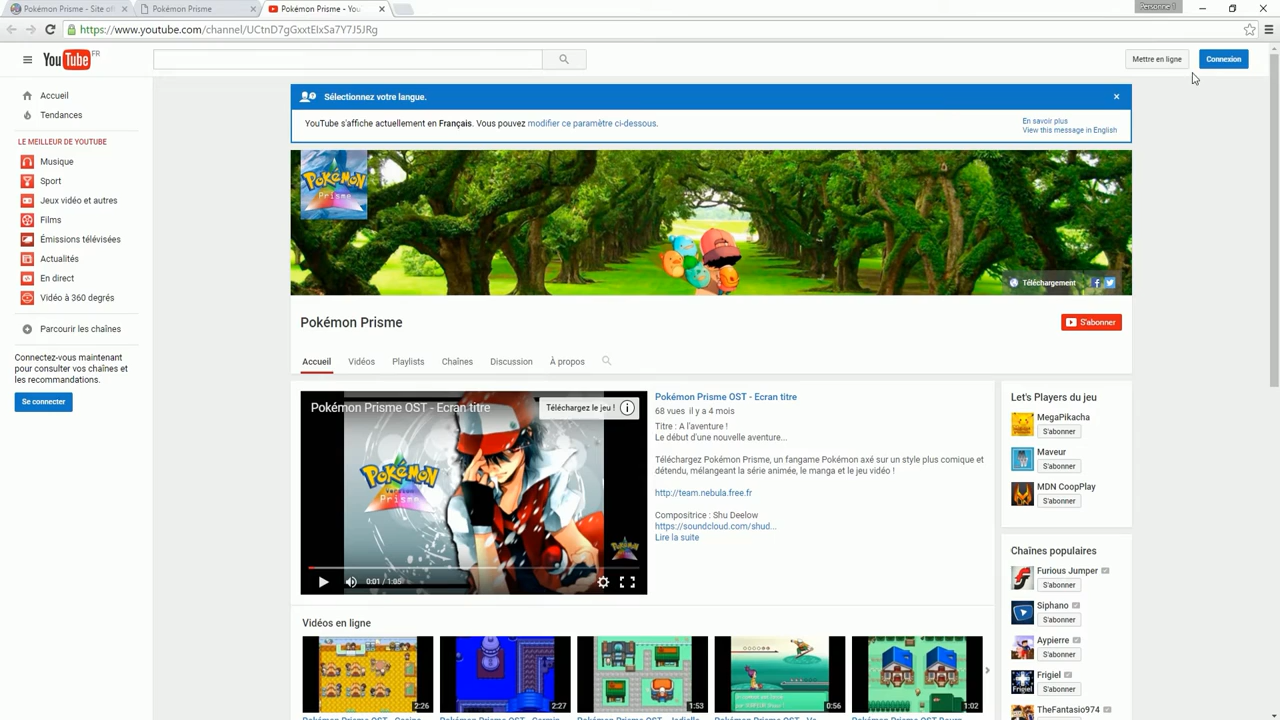 Pokémon Prisme - Site of
Pokémon Prisme
Pokémon Prisme - You
Personne 1
https://www.youtube.com/channel/UCtnD7gGxxtElxSa7Y7J5JRg
YouTube FR
Mettre en ligne
Connexion
Accueil
Tendances
LE MEILLEUR DE YOUTUBE
Musique
Sport
Jeux vidéo et autres
Films
Émissions télévisées
Actualités
En direct
Vidéo à 360 degrés
Parcourir les chaînes
Connectez-vous maintenant
pour consulter vos chaînes et
les recommandations.
Se connecter
Sélectionnez votre langue.
YouTube s'affiche actuellement en Français. Vous pouvez modifier ce paramètre ci-dessous.
En savoir plus
View this message in English
POKéMON
Prisme
Téléchargement
Pokémon Prisme
S'abonner
Accueil
Vidéos
Playlists
Chaînes
Discussion
À propos
Pokémon Prisme OST - Ecran titre
Téléchargez le jeu !
POKéMON
version
Prisme
0:01 / 1:05
Pokémon Prisme OST - Ecran titre
68 vues il y a 4 mois
Titre : A l'aventure !
Le début d'une nouvelle aventure...
Téléchargez Pokémon Prisme, un fangame Pokémon axé sur un style plus comique et
détendu, mélangeant la série animée, le manga et le jeu vidéo !
http://team.nebula.free.fr
Compositrice : Shu Deelow
https://soundcloud.com/shud...
Lire la suite
Vidéos en ligne
2:26
2:27
1:53
0:56
1:02
Let's Players du jeu
MegaPikacha
S'abonner
Maveur
S'abonner
MDN CoopPlay
S'abonner
Chaînes populaires
Furious Jumper
S'abonner
Siphano
S'abonner
Aypierre
S'abonner
Frigiel
S'abonner
TheFantasio974